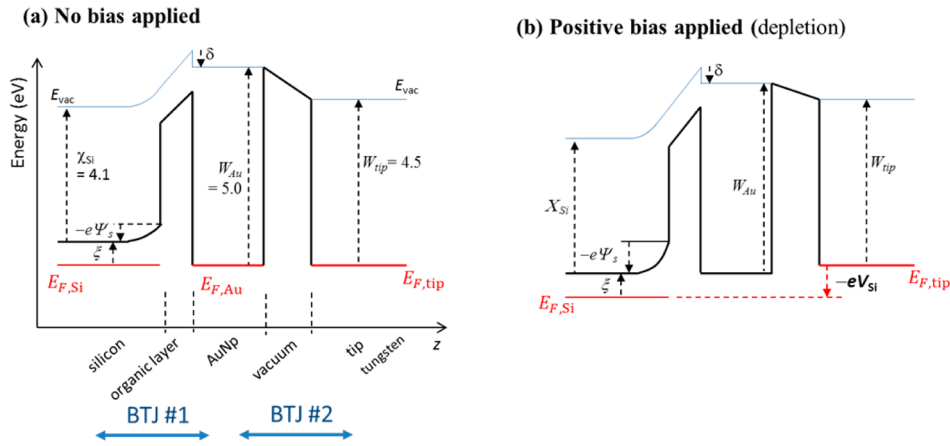 (a) No bias applied
Energy (eV)
E_vac
δ
χ_Si
= 4.1
W_Au
= 5.0
W_tip = 4.5
−eΨ_s
ξ
E_F,Si
E_F,Au
E_F,tip
silicon
organic layer
AuNp
vacuum
tip
tungsten
z
BTJ #1
BTJ #2
(b) Positive bias applied (depletion)
δ
X_Si
W_Au
W_tip
−eΨ_s
ξ
E_F,Si
−eV_Si
E_F,tip